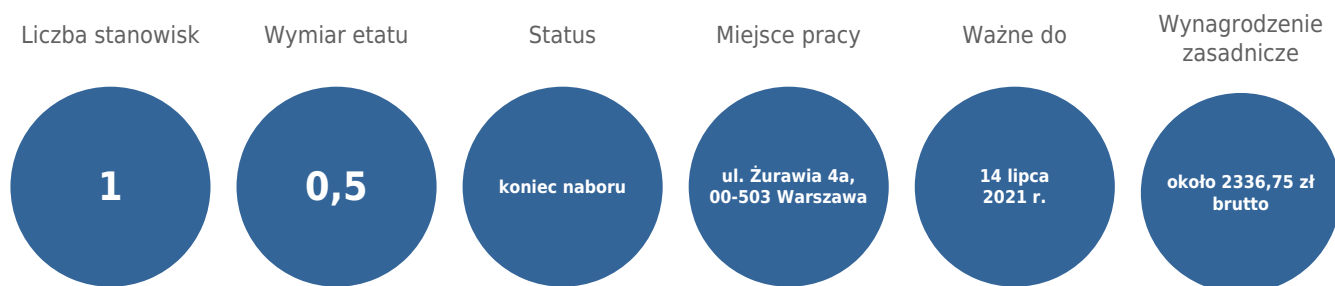 Liczba stanowisk
1
Wymiar etatu
0,5
Status
koniec naboru
Miejsce pracy
ul. Żurawia 4a,
00-503 Warszawa
Ważne do
14 lipca
2021 r.
Wynagrodzenie
zasadnicze
około 2336,75 zł
brutto